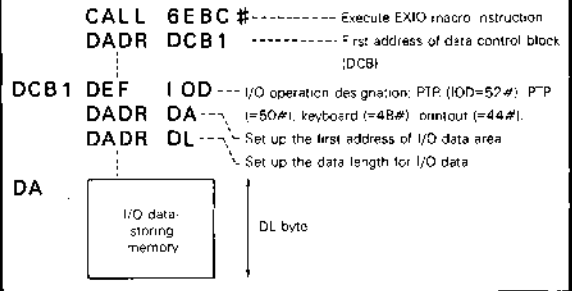 CALL 6EBC# Execute EXIO macro instruction
DADR DCB1 First address of data control block
(DCB)
DCB1 DEF IOD I/O operation designation: PTR (IOD=52#) PTP
(=50#), keyboard (=4B#) printout (=44#).
DADR DA Set up the first address of I/O data area
DADR DL Set up the data length for I/O data
DA
I/O data-
storing
memory
DL byte